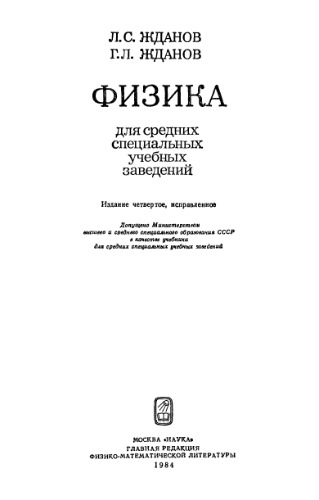 Л.С. ЖДАНОВ
Г.Л. ЖДАНОВ
ФИЗИКА
для средних
специальных
учебных
заведений
Издание четвертое, исправленное
Допущено Министерством
высшего и среднего специального образования СССР
в качестве учебника
для средних специальных учебных заведений
МОСКВА «НАУКА»
ГЛАВНАЯ РЕДАКЦИЯ
ФИЗИКО-МАТЕМАТИЧЕСКОЙ ЛИТЕРАТУРЫ
1984